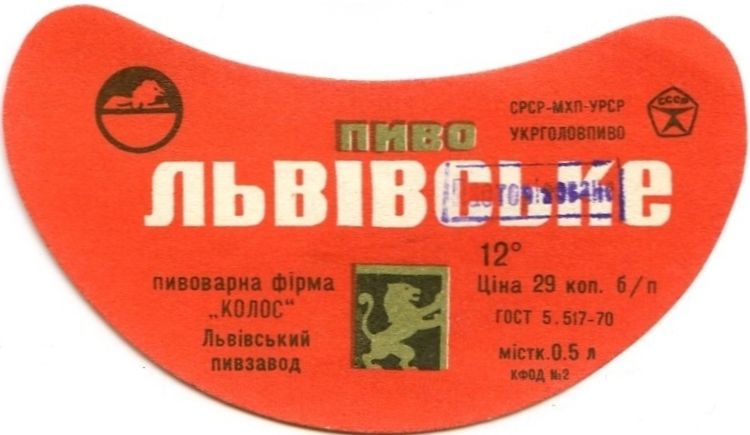 СССР
СРСР-МХП-УРСР
УКРГОЛОВПИВО
ПИВО
ЛЬВІВСЬКЕ
12°
пивоварна фірма
„КОЛОС“
Львівський
пивзавод
Ціна 29 коп. б/п
ГОСТ 5.517-70
містк.0.5 л
КФОД №2